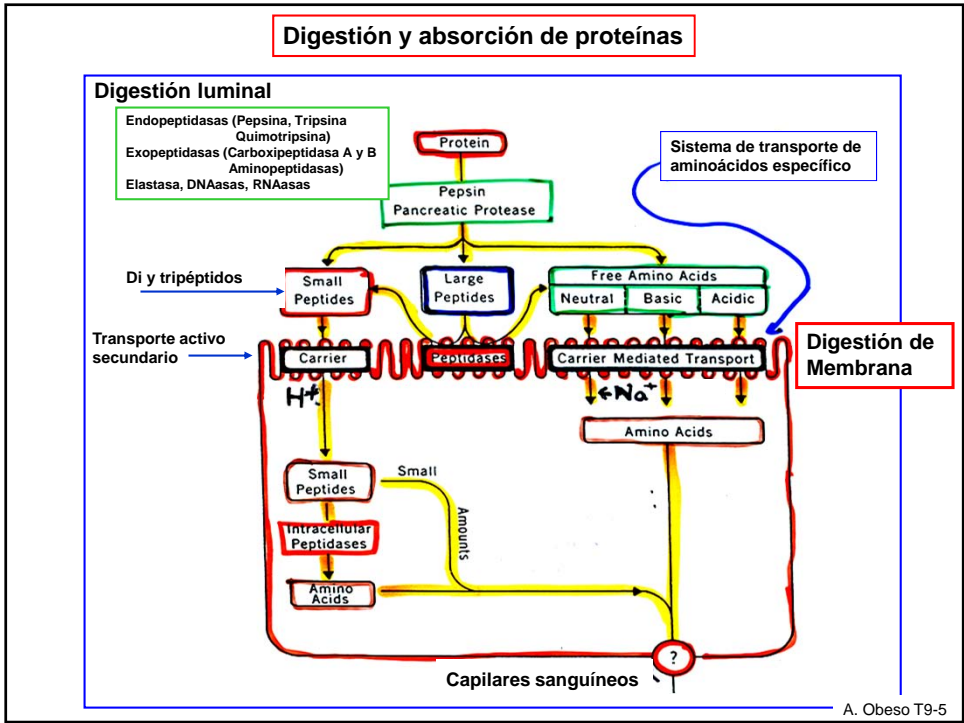 Digestión y absorción de proteínas
Digestión luminal
Endopeptidasas (Pepsina, Tripsina
Quimotripsina)
Exopeptidasas (Carboxipeptidasa A y B
Aminopeptidasas)
Elastasa, DNAasas, RNAasas
Sistema de transporte de
aminoácidos específico
Protein
Pepsin
Pancreatic Protease
Di y tripéptidos
Small
Peptides
Large
Peptides
Free Amino Acids
Neutral
Basic
Acidic
Transporte activo
secundario
Carrier
Peptidases
Carrier Mediated Transport
Digestión de
Membrana
H+
←Na+
Amino Acids
Small
Peptides
Small
Amounts
Intracellular
Peptidases
Amino
Acids
?
Capilares sanguíneos
A. Obeso T9-5